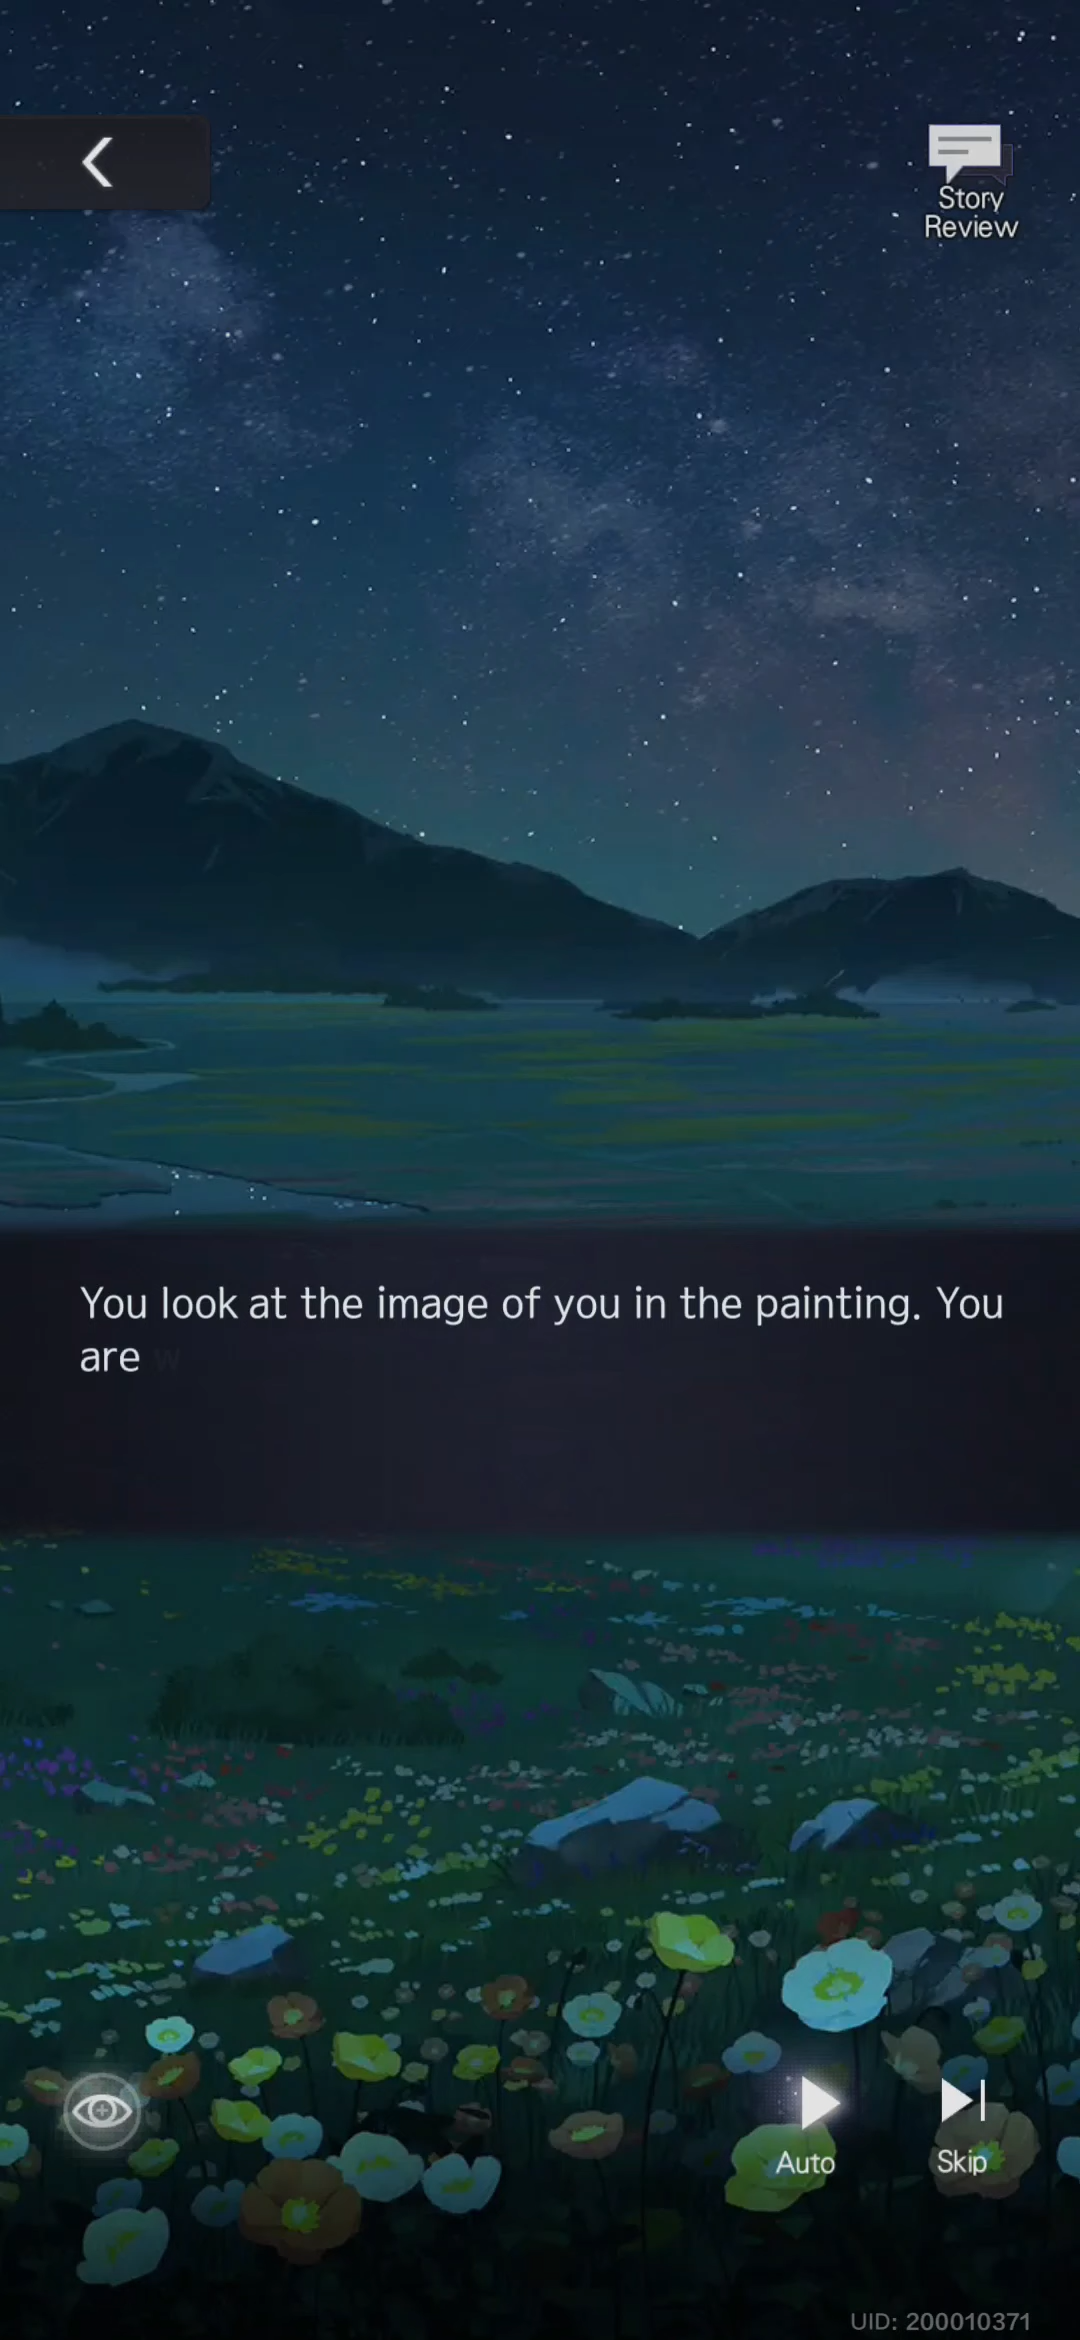 Story
Review
You look at the image of you in the painting. You
are w
Auto
Skip
UID: 200010371